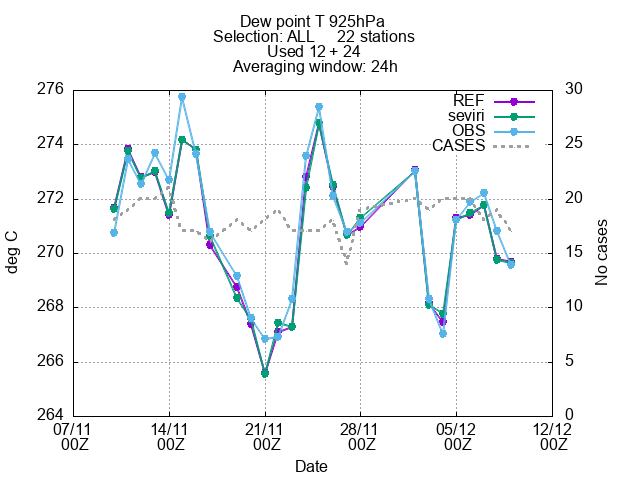 Dew point T 925hPa
Selection: ALL 22 stations
Used 12 + 24
Averaging window: 24h
276
274
272
270
268
266
264
30
25
20
15
10
5
0
REF
seviri
OBS
CASES
deg C
No cases
07/11 14/11 21/11 28/11 05/12 12/12
00Z 00Z 00Z 00Z 00Z 00Z
Date